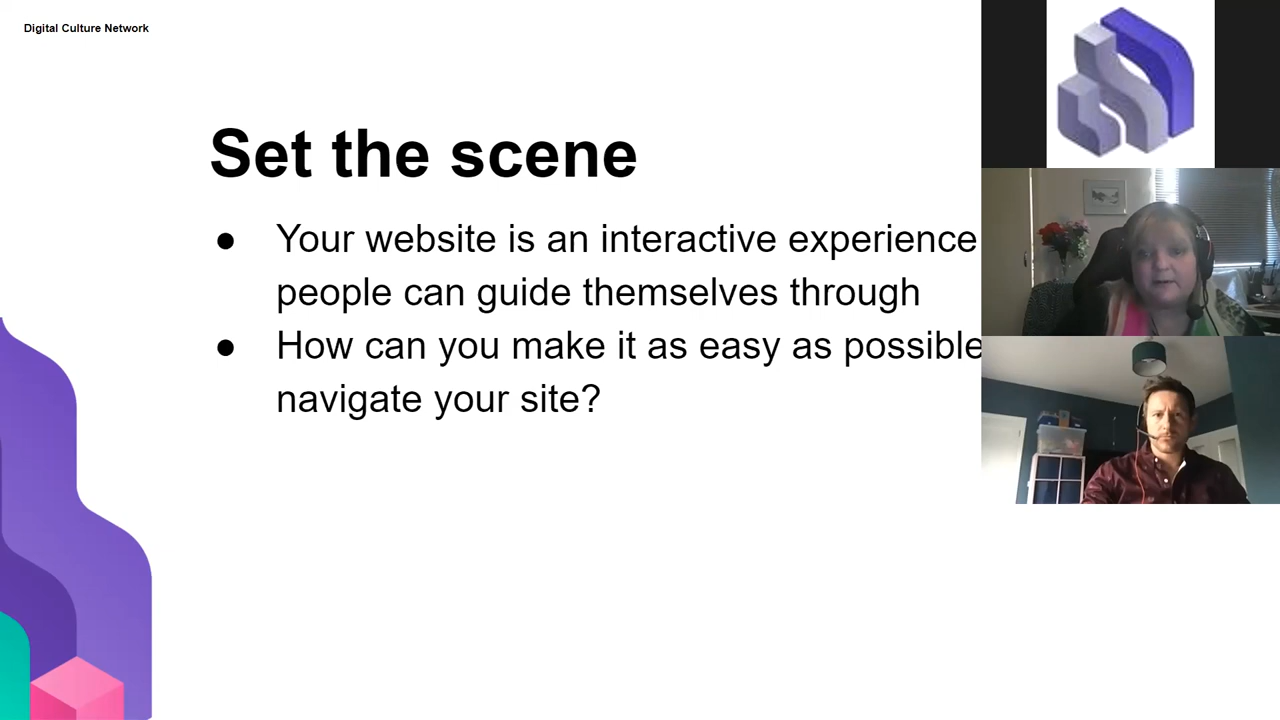 Digital Culture Network
Set the scene
● Your website is an interactive experience
people can guide themselves through
● How can you make it as easy as possible
navigate your site?